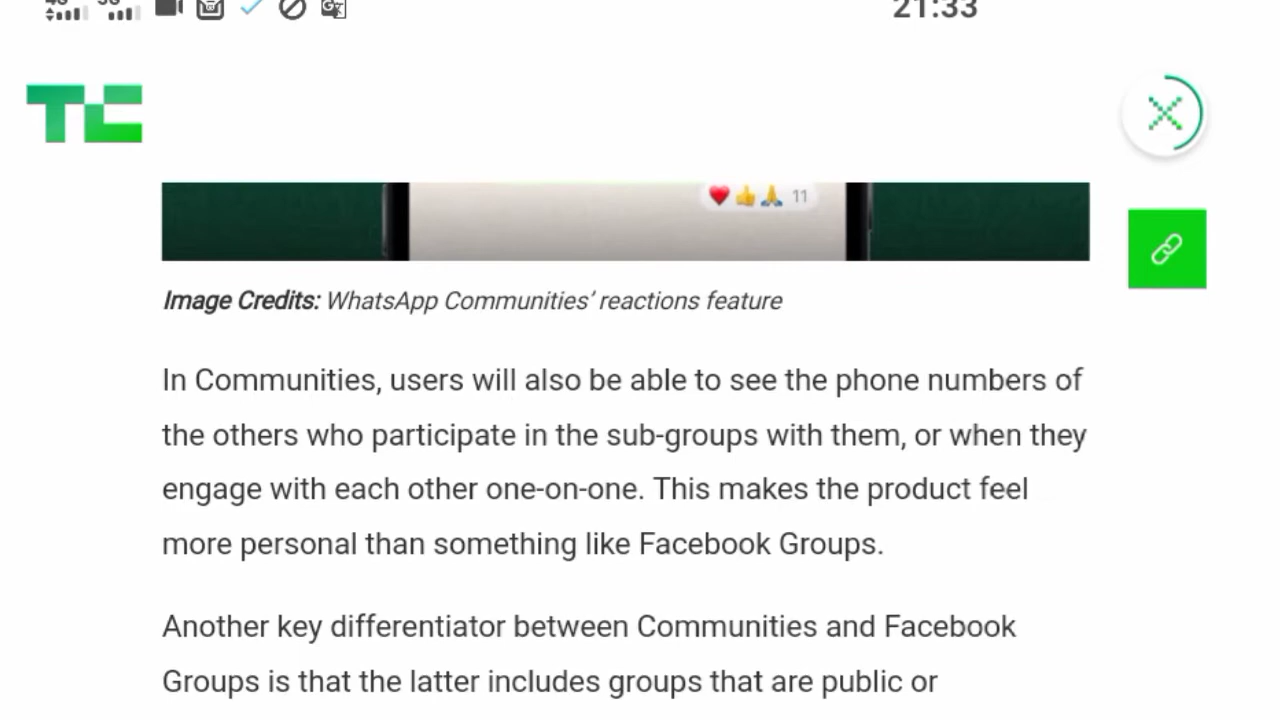 21:33
TC
11
Image Credits: WhatsApp Communities’ reactions feature
In Communities, users will also be able to see the phone numbers of
the others who participate in the sub-groups with them, or when they
engage with each other one-on-one. This makes the product feel
more personal than something like Facebook Groups.
Another key differentiator between Communities and Facebook
Groups is that the latter includes groups that are public or